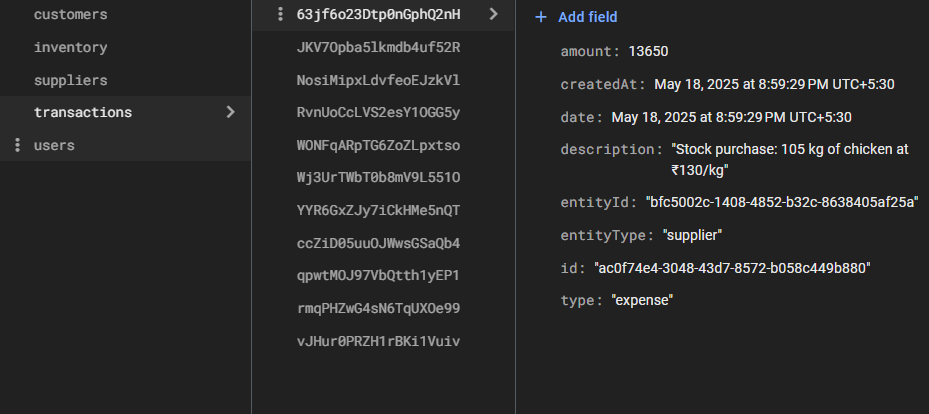 customers
inventory
suppliers
transactions
users
63jf6o23Dtp0nGphQ2nH
JKV7Opba5lkmdb4uf52R
NosiMipxLdvfeoEJzkVl
RvnUoCcLVS2esY1OGG5y
WONFqARpTG6ZoZLpxtso
Wj3UrTWbT0b8mV9L551O
YYR6GxZJy7iCkHMe5nQT
ccZiD05uuOJWwsGSaQb4
qpwtMOJ97VbQtth1yEP1
rmqPHZwG4sN6TqUXOe99
vJHur0PRZH1rBKi1Vuiv
+ Add field
amount: 13650
createdAt: May 18, 2025 at 8:59:29 PM UTC+5:30
date: May 18, 2025 at 8:59:29 PM UTC+5:30
description: "Stock purchase: 105 kg of chicken at
₹130/kg"
entityId: "bfc5002c-1408-4852-b32c-8638405af25a"
entityType: "supplier"
id: "ac0f74e4-3048-43d7-8572-b058c449b880"
type: "expense"